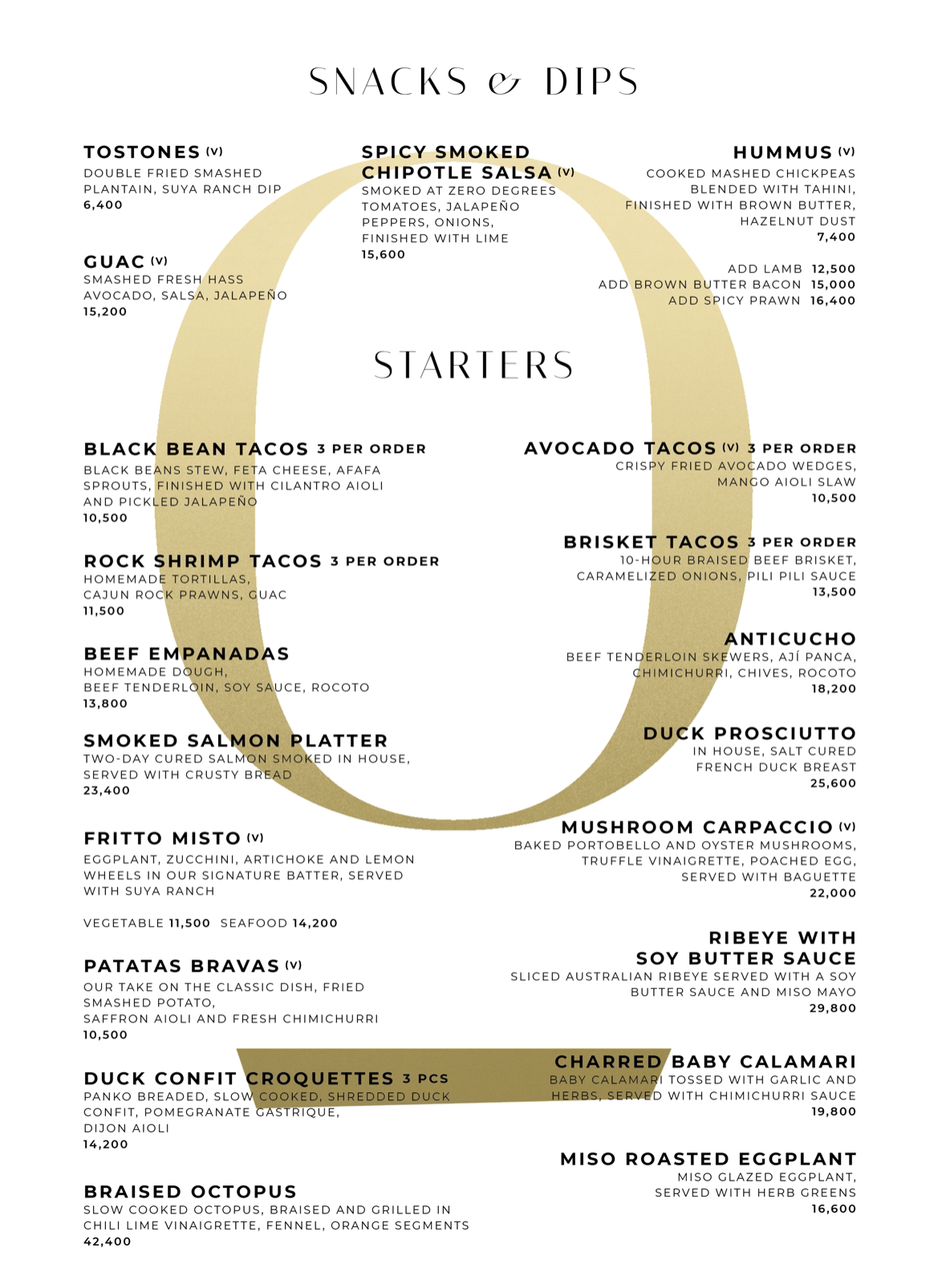 SNACKS & DIPS
TOSTONES (V)
DOUBLE FRIED SMASHED
PLANTAIN, SUYA RANCH DIP
6,400
GUAC (V)
SMASHED FRESH HASS
AVOCADO, SALSA, JALAPEÑO
15,200
SPICY SMOKED
CHIPOTLE SALSA (V)
SMOKED AT ZERO DEGREES
TOMATOES, JALAPEÑO
PEPPERS, ONIONS,
FINISHED WITH LIME
15,600
HUMMUS (V)
COOKED MASHED CHICKPEAS
BLENDED WITH TAHINI,
FINISHED WITH BROWN BUTTER,
HAZELNUT DUST
7,400
ADD LAMB 12,500
ADD BROWN BUTTER BACON 15,000
ADD SPICY PRAWN 16,400
STARTERS
BLACK BEAN TACOS 3 PER ORDER
BLACK BEANS STEW, FETA CHEESE, AFAFA
SPROUTS, FINISHED WITH CILANTRO AIOLI
AND PICKLED JALAPEÑO
10,500
ROCK SHRIMP TACOS 3 PER ORDER
HOMEMADE TORTILLAS,
CAJUN ROCK PRAWNS, GUAC
11,500
BEEF EMPANADAS
HOMEMADE DOUGH,
BEEF TENDERLOIN, SOY SAUCE, ROCOTO
13,800
SMOKED SALMON PLATTER
TWO-DAY CURED SALMON SMOKED IN HOUSE,
SERVED WITH CRUSTY BREAD
23,400
FRITTO MISTO (V)
EGGPLANT, ZUCCHINI, ARTICHOKE AND LEMON
WHEELS IN OUR SIGNATURE BATTER, SERVED
WITH SUYA RANCH
VEGETABLE 11,500 SEAFOOD 14,200
PATATAS BRAVAS (V)
OUR TAKE ON THE CLASSIC DISH, FRIED
SMASHED POTATO,
SAFFRON AIOLI AND FRESH CHIMICHURRI
10,500
DUCK CONFIT CROQUETTES 3 PCS
PANKO BREADED, SLOW COOKED, SHREDDED DUCK
CONFIT, POMEGRANATE GASTRIQUE,
DIJON AIOLI
14,200
BRAISED OCTOPUS
SLOW COOKED OCTOPUS, BRAISED AND GRILLED IN
CHILI LIME VINAIGRETTE, FENNEL, ORANGE SEGMENTS
42,400
AVOCADO TACOS (V) 3 PER ORDER
CRISPY FRIED AVOCADO WEDGES,
MANGO AIOLI SLAW
10,500
BRISKET TACOS 3 PER ORDER
10-HOUR BRAISED BEEF BRISKET,
CARAMELIZED ONIONS, PILI PILI SAUCE
13,500
ANTICUCHO
BEEF TENDERLOIN SKEWERS, AJÍ PANCA,
CHIMICHURRI, CHIVES, ROCOTO
18,200
DUCK PROSCIUTTO
IN HOUSE, SALT CURED
FRENCH DUCK BREAST
25,600
MUSHROOM CARPACCIO (V)
BAKED PORTOBELLO AND OYSTER MUSHROOMS,
TRUFFLE VINAIGRETTE, POACHED EGG,
SERVED WITH BAGUETTE
22,000
RIBEYE WITH
SOY BUTTER SAUCE
SLICED AUSTRALIAN RIBEYE SERVED WITH A SOY
BUTTER SAUCE AND MISO MAYO
29,800
CHARRED BABY CALAMARI
BABY CALAMARI TOSSED WITH GARLIC AND
HERBS, SERVED WITH CHIMICHURRI SAUCE
19,800
MISO ROASTED EGGPLANT
MISO GLAZED EGGPLANT,
SERVED WITH HERB GREENS
16,600